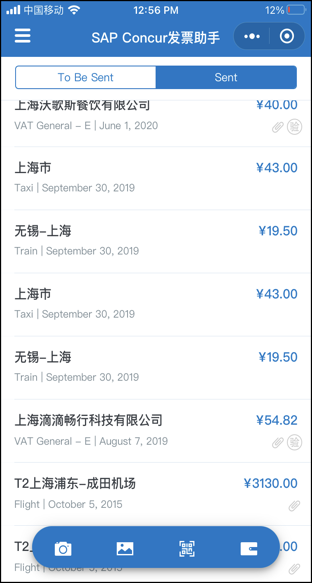 中国移动 12:56 PM 12%
SAP Concur发票助手
To Be Sent Sent
上海沃歌斯餐饮有限公司 ¥40.00
VAT General - E | June 1, 2020 验
上海市 ¥43.00
Taxi | September 30, 2019
无锡-上海 ¥19.50
Train | September 30, 2019
上海市 ¥43.00
Taxi | September 30, 2019
无锡-上海 ¥19.50
Train | September 30, 2019
上海滴滴畅行科技有限公司 ¥54.82
VAT General - E | August 7, 2019 验
T2上海浦东-成田机场 ¥3130.00
Flight | October 5, 2015
Flight | October 5, 2015